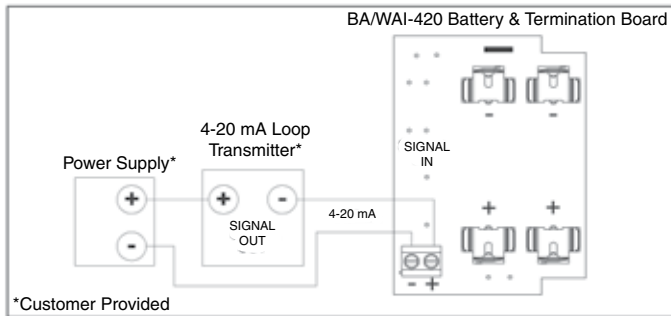 BA/WAI-420 Battery & Termination Board
4-20 mA Loop
Transmitter*
Power Supply*
SIGNAL
IN
+
-
+
-
SIGNAL
OUT
4-20 mA
-
-
+
+
- +
*Customer Provided